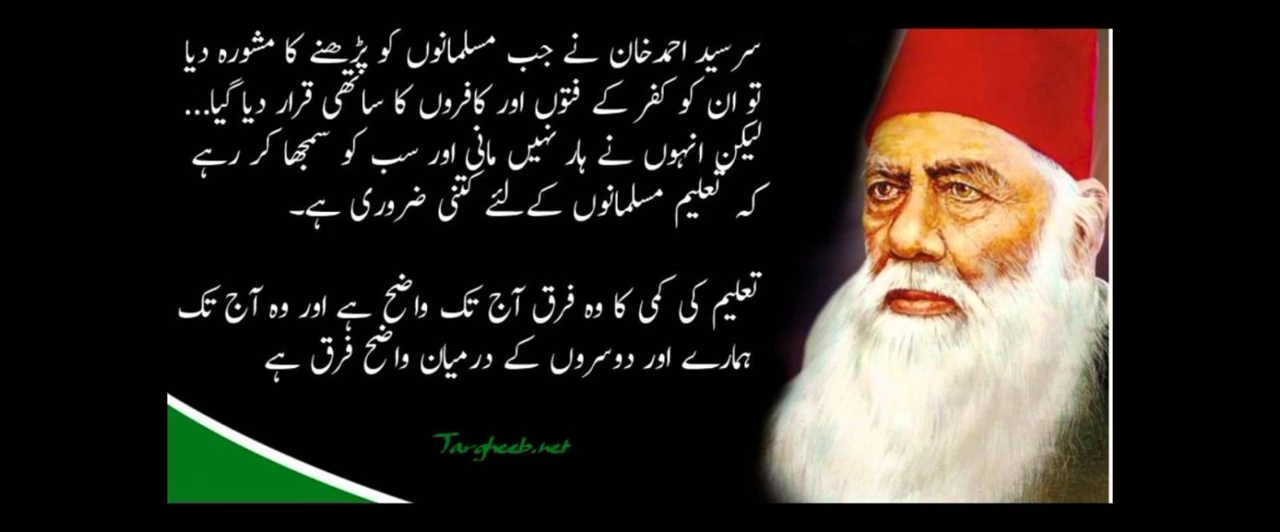 سر سید احمد خان نے جب مسلمانوں کو پڑھنے کا مشورہ دیا
تو ان کو کفر کے فتوں اور کافروں کا ساتھی قرار دیا گیا...
لیکن انہوں نے ہار نہیں مانی اور سب کو سمجھا کر رہے
کہ تعلیم مسلمانوں کے لئے کتنی ضروری ہے۔
تعلیم کی کمی کا وہ فرق آج تک واضح ہے اور وہ آج تک
ہمارے اور دوسروں کے درمیان واضح فرق ہے
Targheeb.net